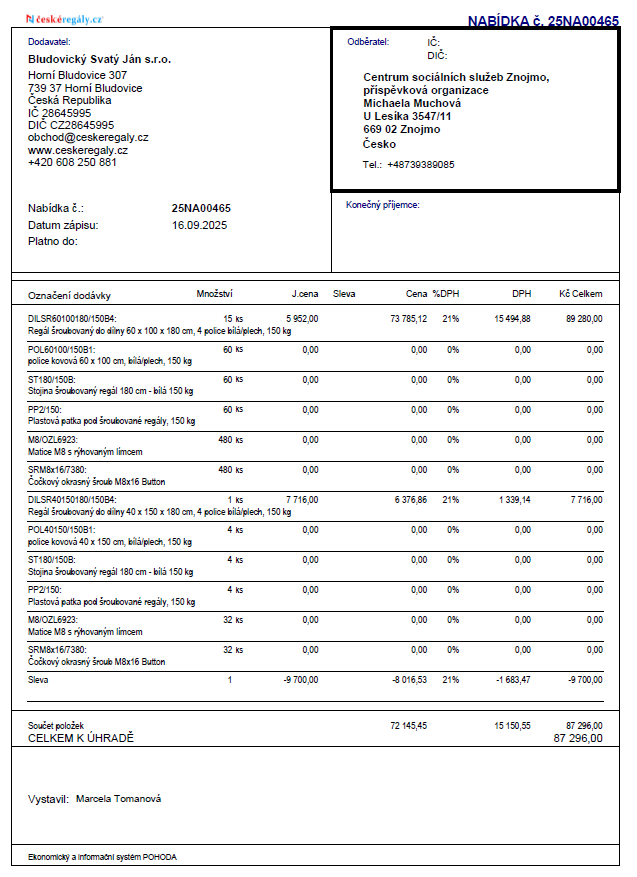 českéregály.cz
NABÍDKA č. 25NA00465
Dodavatel:
Bludovický Svatý Ján s.r.o.
Horní Bludovice 307
739 37 Horní Bludovice
Česká Republika
IČ 28645995
DIČ CZ28645995
obchod@ceskeregaly.cz
www.ceskeregaly.cz
+420 608 250 881
Odběratel: IČ:
DIČ:
Centrum sociálních služeb Znojmo,
příspěvková organizace
Michaela Muchová
U Lesíka 3547/11
669 02 Znojmo
Česko
Tel.: +48739389085
Nabídka č.: 25NA00465
Datum zápisu: 16.09.2025
Platno do:
Konečný příjemce:
Označení dodávky Množství J.cena Sleva Cena %DPH DPH Kč Celkem
DILSR60100180/150B4: 15 ks 5 952,00 73 785,12 21% 15 494,88 89 280,00
Regál šroubovaný do dílny 60 x 100 x 180 cm, 4 police bílá/plech, 150 kg
POL60100/150B1: 60 ks 0,00 0,00 0% 0,00 0,00
police kovová 60 x 100 cm, bílá/plech, 150 kg
ST180/150B: 60 ks 0,00 0,00 0% 0,00 0,00
Stojina šroubovaný regál 180 cm - bílá 150 kg
PP2/150: 60 ks 0,00 0,00 0% 0,00 0,00
Plastová patka pod šroubované regály, 150 kg
M8/OZL6923: 480 ks 0,00 0,00 0% 0,00 0,00
Matice M8 s rýhovaným límcem
SRM8x16/7380: 480 ks 0,00 0,00 0% 0,00 0,00
Čočkový okrasný šroub M8x16 Button
DILSR40150180/150B4: 1 ks 7 716,00 6 376,86 21% 1 339,14 7 716,00
Regál šroubovaný do dílny 40 x 150 x 180 cm, 4 police bílá/plech, 150 kg
POL40150/150B1: 4 ks 0,00 0,00 0% 0,00 0,00
police kovová 40 x 150 cm, bílá/plech, 150 kg
ST180/150B: 4 ks 0,00 0,00 0% 0,00 0,00
Stojina šroubovaný regál 180 cm - bílá 150 kg
PP2/150: 4 ks 0,00 0,00 0% 0,00 0,00
Plastová patka pod šroubované regály, 150 kg
M8/OZL6923: 32 ks 0,00 0,00 0% 0,00 0,00
Matice M8 s rýhovaným límcem
SRM8x16/7380: 32 ks 0,00 0,00 0% 0,00 0,00
Čočkový okrasný šroub M8x16 Button
Sleva 1 -9 700,00 -8 016,53 21% -1 683,47 -9 700,00
Součet položek 72 145,45 15 150,55 87 296,00
CELKEM K ÚHRADĚ 87 296,00
Vystavil: Marcela Tomanová
Ekonomický a informační systém POHODA